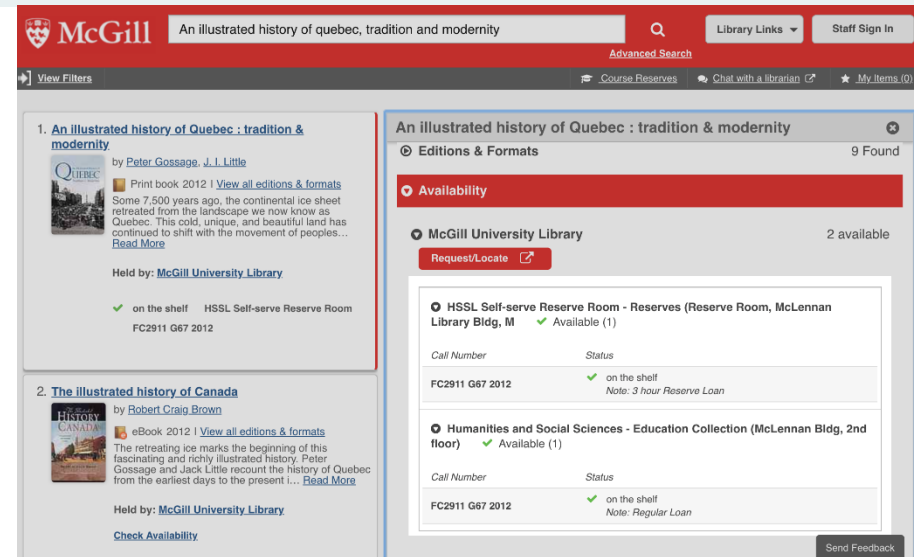 McGill
An illustrated history of quebec, tradition and modernity
Library Links
Staff Sign In
Advanced Search
View Filters
Course Reserves
Chat with a librarian
My Items (0)
1. An illustrated history of Quebec : tradition &
modernity
by Peter Gossage, J. I. Little
QUEBEC
Print book 2012 | View all editions & formats
Some 7,500 years ago, the continental ice sheet
retreated from the landscape we now know as
Quebec. This cold, unique, and beautiful land has
continued to shift with the movement of peoples...
Read More
Held by: McGill University Library
on the shelf HSSL Self-serve Reserve Room
FC2911 G67 2012
2. The illustrated history of Canada
by Robert Craig Brown
HISTORY
CANADA
eBook 2012 | View all editions & formats
The retreating ice marks the beginning of this
fascinating and richly illustrated history. Peter
Gossage and Jack Little recount the history of Quebec
from the earliest days to the present i... Read More
Held by: McGill University Library
Check Availability
An illustrated history of Quebec : tradition & modernity
Editions & Formats 9 Found
Availability
McGill University Library 2 available
Request/Locate
HSSL Self-serve Reserve Room - Reserves (Reserve Room, McLennan
Library Bldg, M Available (1)
Call Number Status
FC2911 G67 2012 on the shelf
Note: 3 hour Reserve Loan
Humanities and Social Sciences - Education Collection (McLennan Bldg, 2nd
floor) Available (1)
Call Number Status
FC2911 G67 2012 on the shelf
Note: Regular Loan
Send Feedback